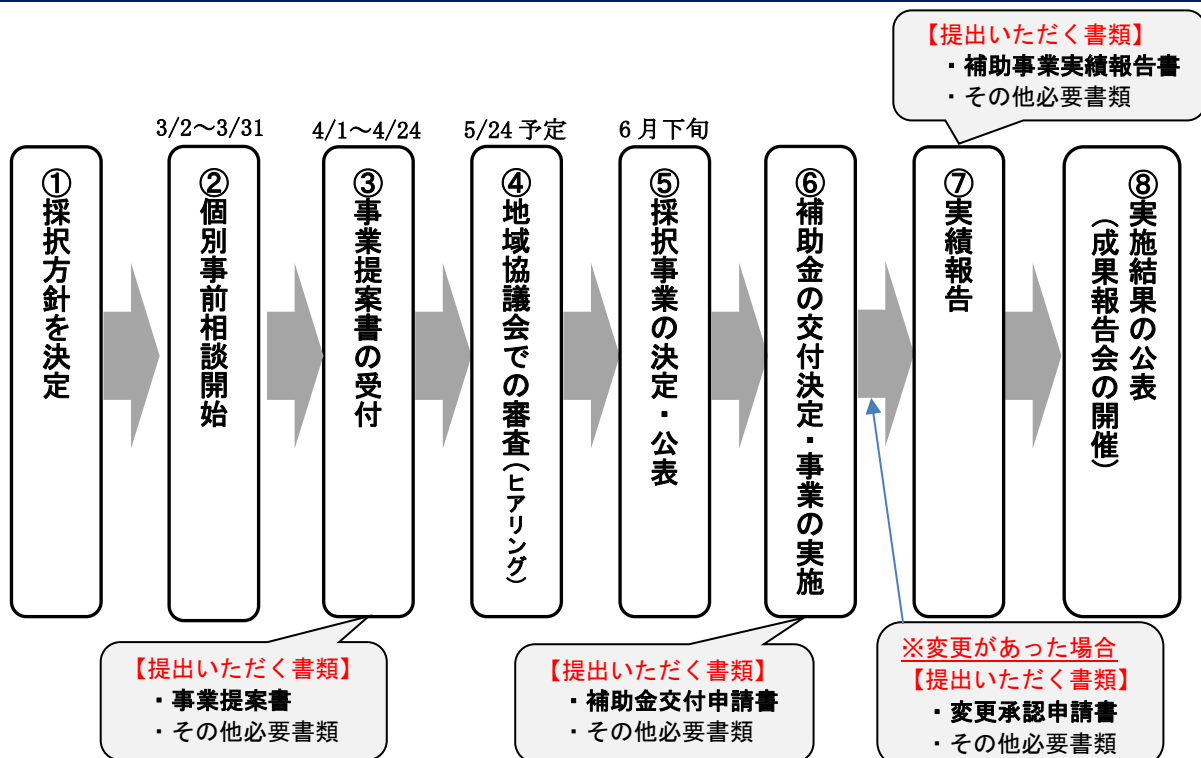 【提出いただく書類】
・補助事業実績報告書
・その他必要書類
3/2～3/31
4/1～4/24
5/24 予定
6 月下旬
①採択方針を決定
②個別事前相談開始
③事業提案書の受付
④地域協議会での審査(ヒアリング)
⑤採択事業の決定・公表
⑥補助金の交付決定・事業の実施
⑦実績報告
⑧実施結果の公表
(成果報告会の開催)
【提出いただく書類】
・事業提案書
・その他必要書類
【提出いただく書類】
・補助金交付申請書
・その他必要書類
※変更があった場合
【提出いただく書類】
・変更承認申請書
・その他必要書類